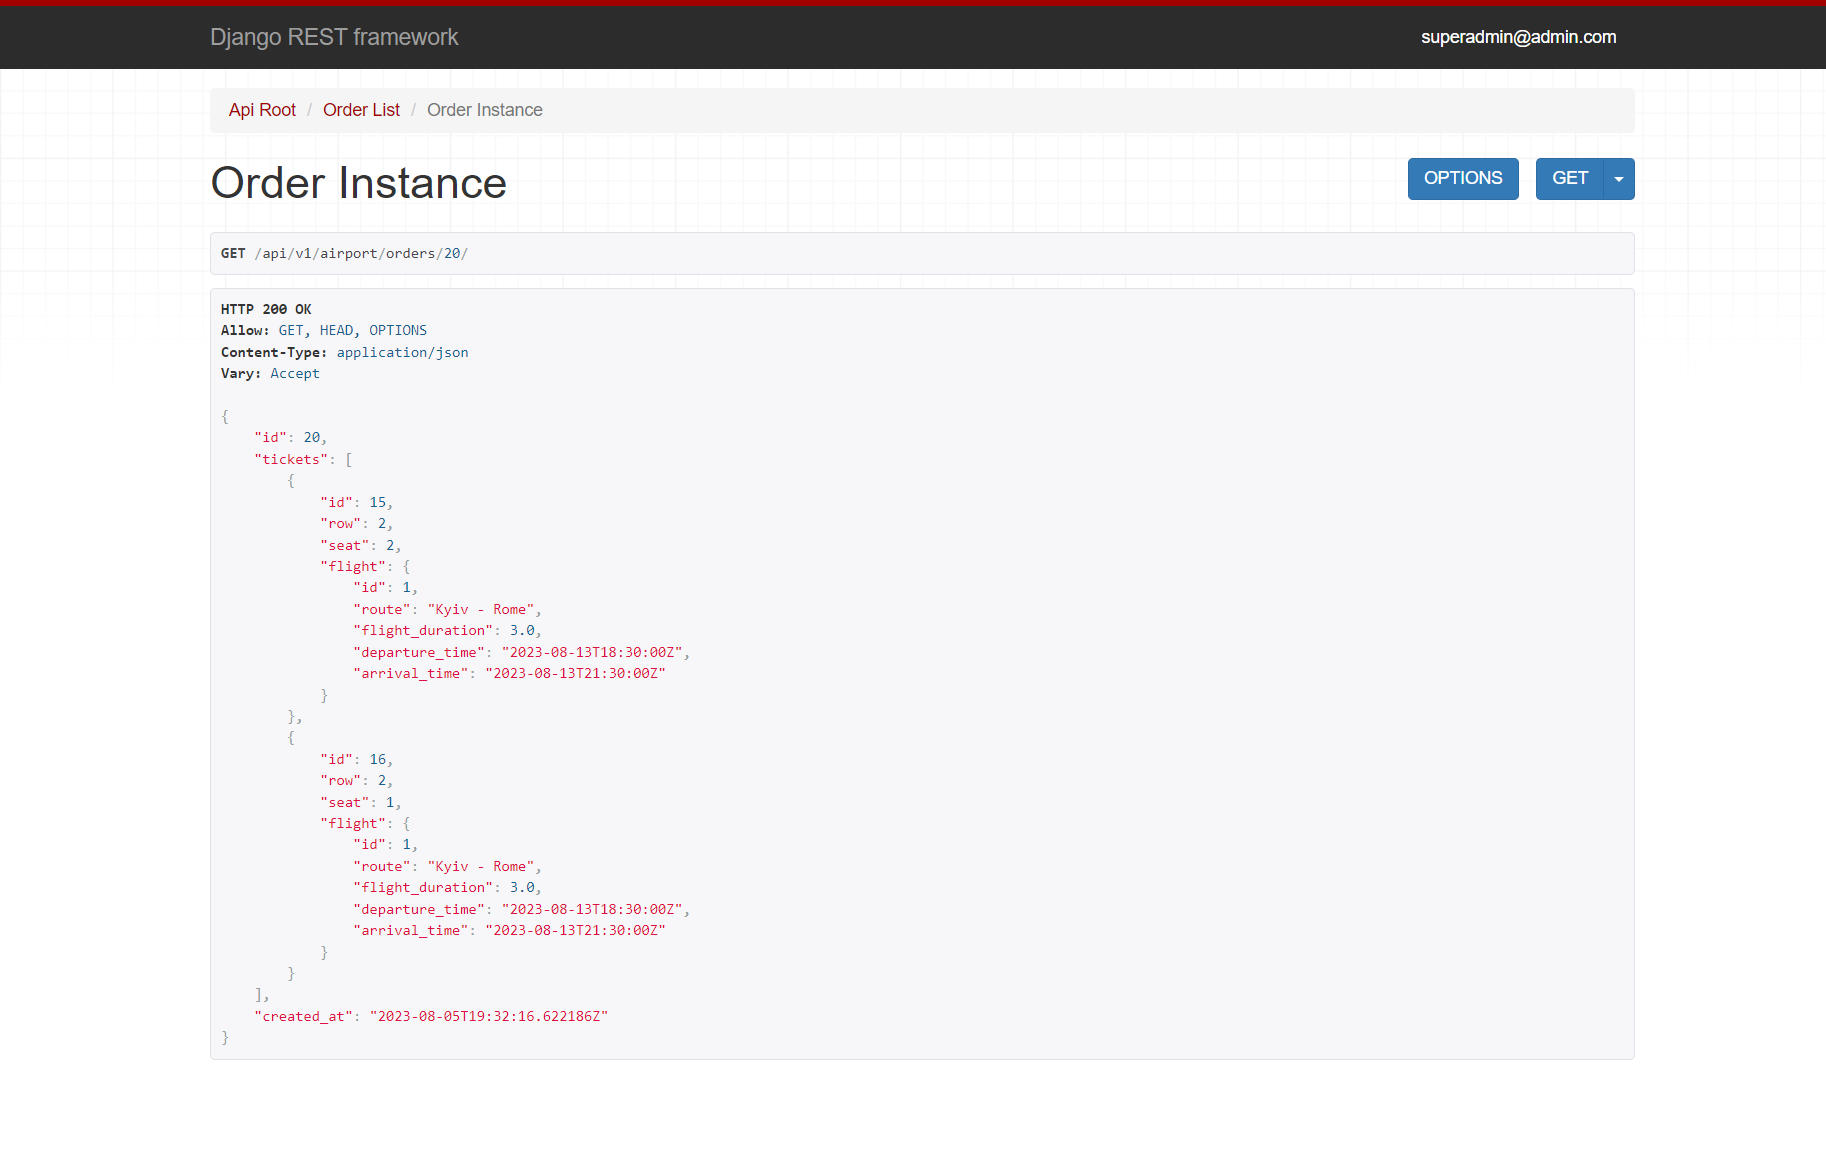 Django REST framework
superadmin@admin.com
Api Root / Order List / Order Instance
Order Instance
OPTIONS
GET
GET /api/v1/airport/orders/20/
HTTP 200 OK
Allow: GET, HEAD, OPTIONS
Content-Type: application/json
Vary: Accept
{
    "id": 20,
    "tickets": [
        {
            "id": 15,
            "row": 2,
            "seat": 2,
            "flight": {
                "id": 1,
                "route": "Kyiv - Rome",
                "flight_duration": 3.0,
                "departure_time": "2023-08-13T18:30:00Z",
                "arrival_time": "2023-08-13T21:30:00Z"
            }
        },
        {
            "id": 16,
            "row": 2,
            "seat": 1,
            "flight": {
                "id": 1,
                "route": "Kyiv - Rome",
                "flight_duration": 3.0,
                "departure_time": "2023-08-13T18:30:00Z",
                "arrival_time": "2023-08-13T21:30:00Z"
            }
        }
    ],
    "created_at": "2023-08-05T19:32:16.622186Z"
}